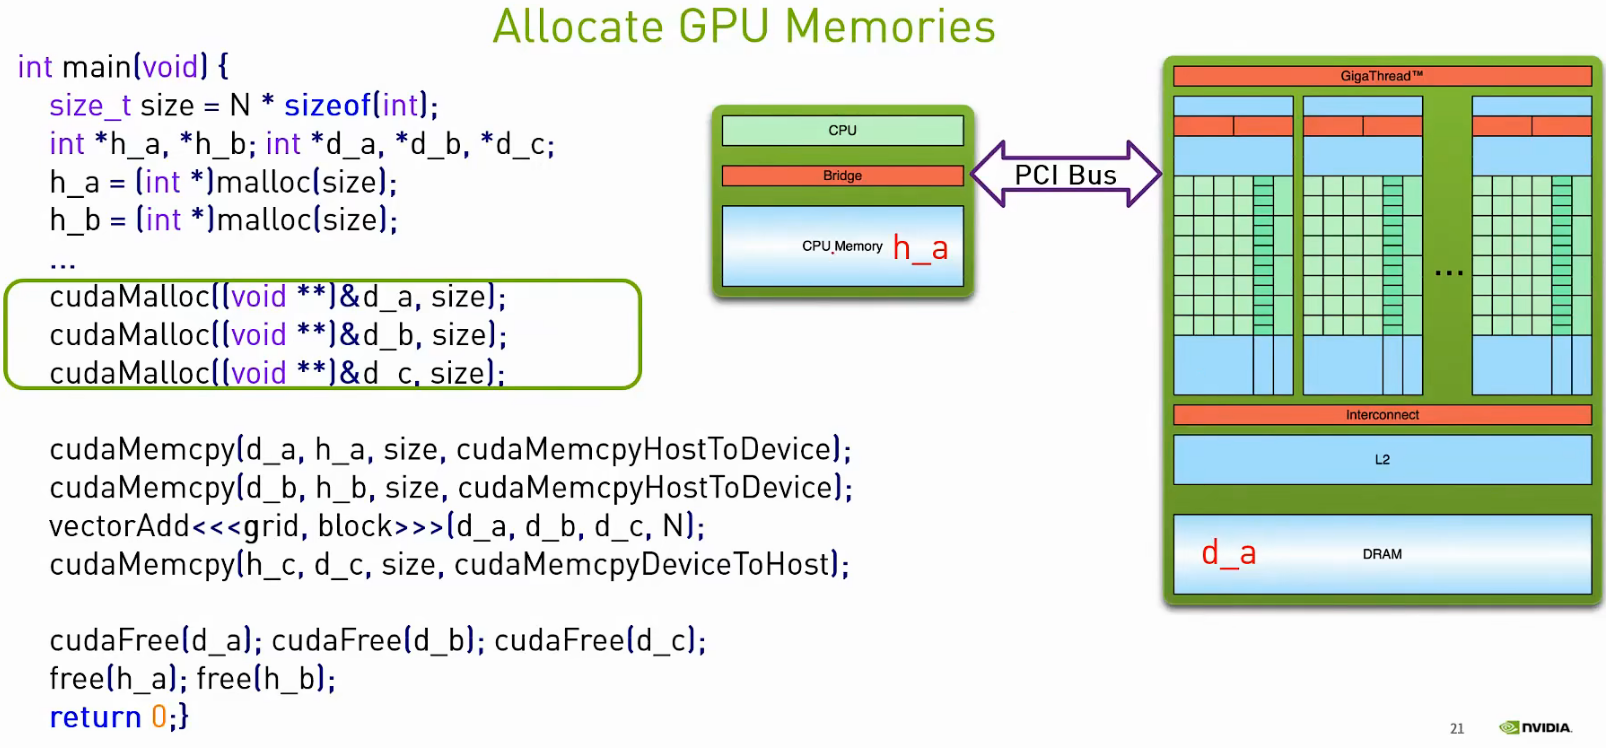 Allocate GPU Memories
int main(void) {
size_t size = N * sizeof(int);
int *h_a, *h_b; int *d_a, *d_b, *d_c;
h_a = (int *)malloc(size);
h_b = (int *)malloc(size);
...
cudaMalloc((void **)&d_a, size);
cudaMalloc((void **)&d_b, size);
cudaMalloc((void **)&d_c, size);
cudaMemcpy(d_a, h_a, size, cudaMemcpyHostToDevice);
cudaMemcpy(d_b, h_b, size, cudaMemcpyHostToDevice);
vectorAdd<<<grid, block>>>(d_a, d_b, d_c, N);
cudaMemcpy(h_c, d_c, size, cudaMemcpyDeviceToHost);
cudaFree(d_a); cudaFree(d_b); cudaFree(d_c);
free(h_a); free(h_b);
return 0;}
CPU
Bridge
CPU Memory h_a
PCI Bus
GigaThread™
...
Interconnect
L2
d_a DRAM
21 NVIDIA.